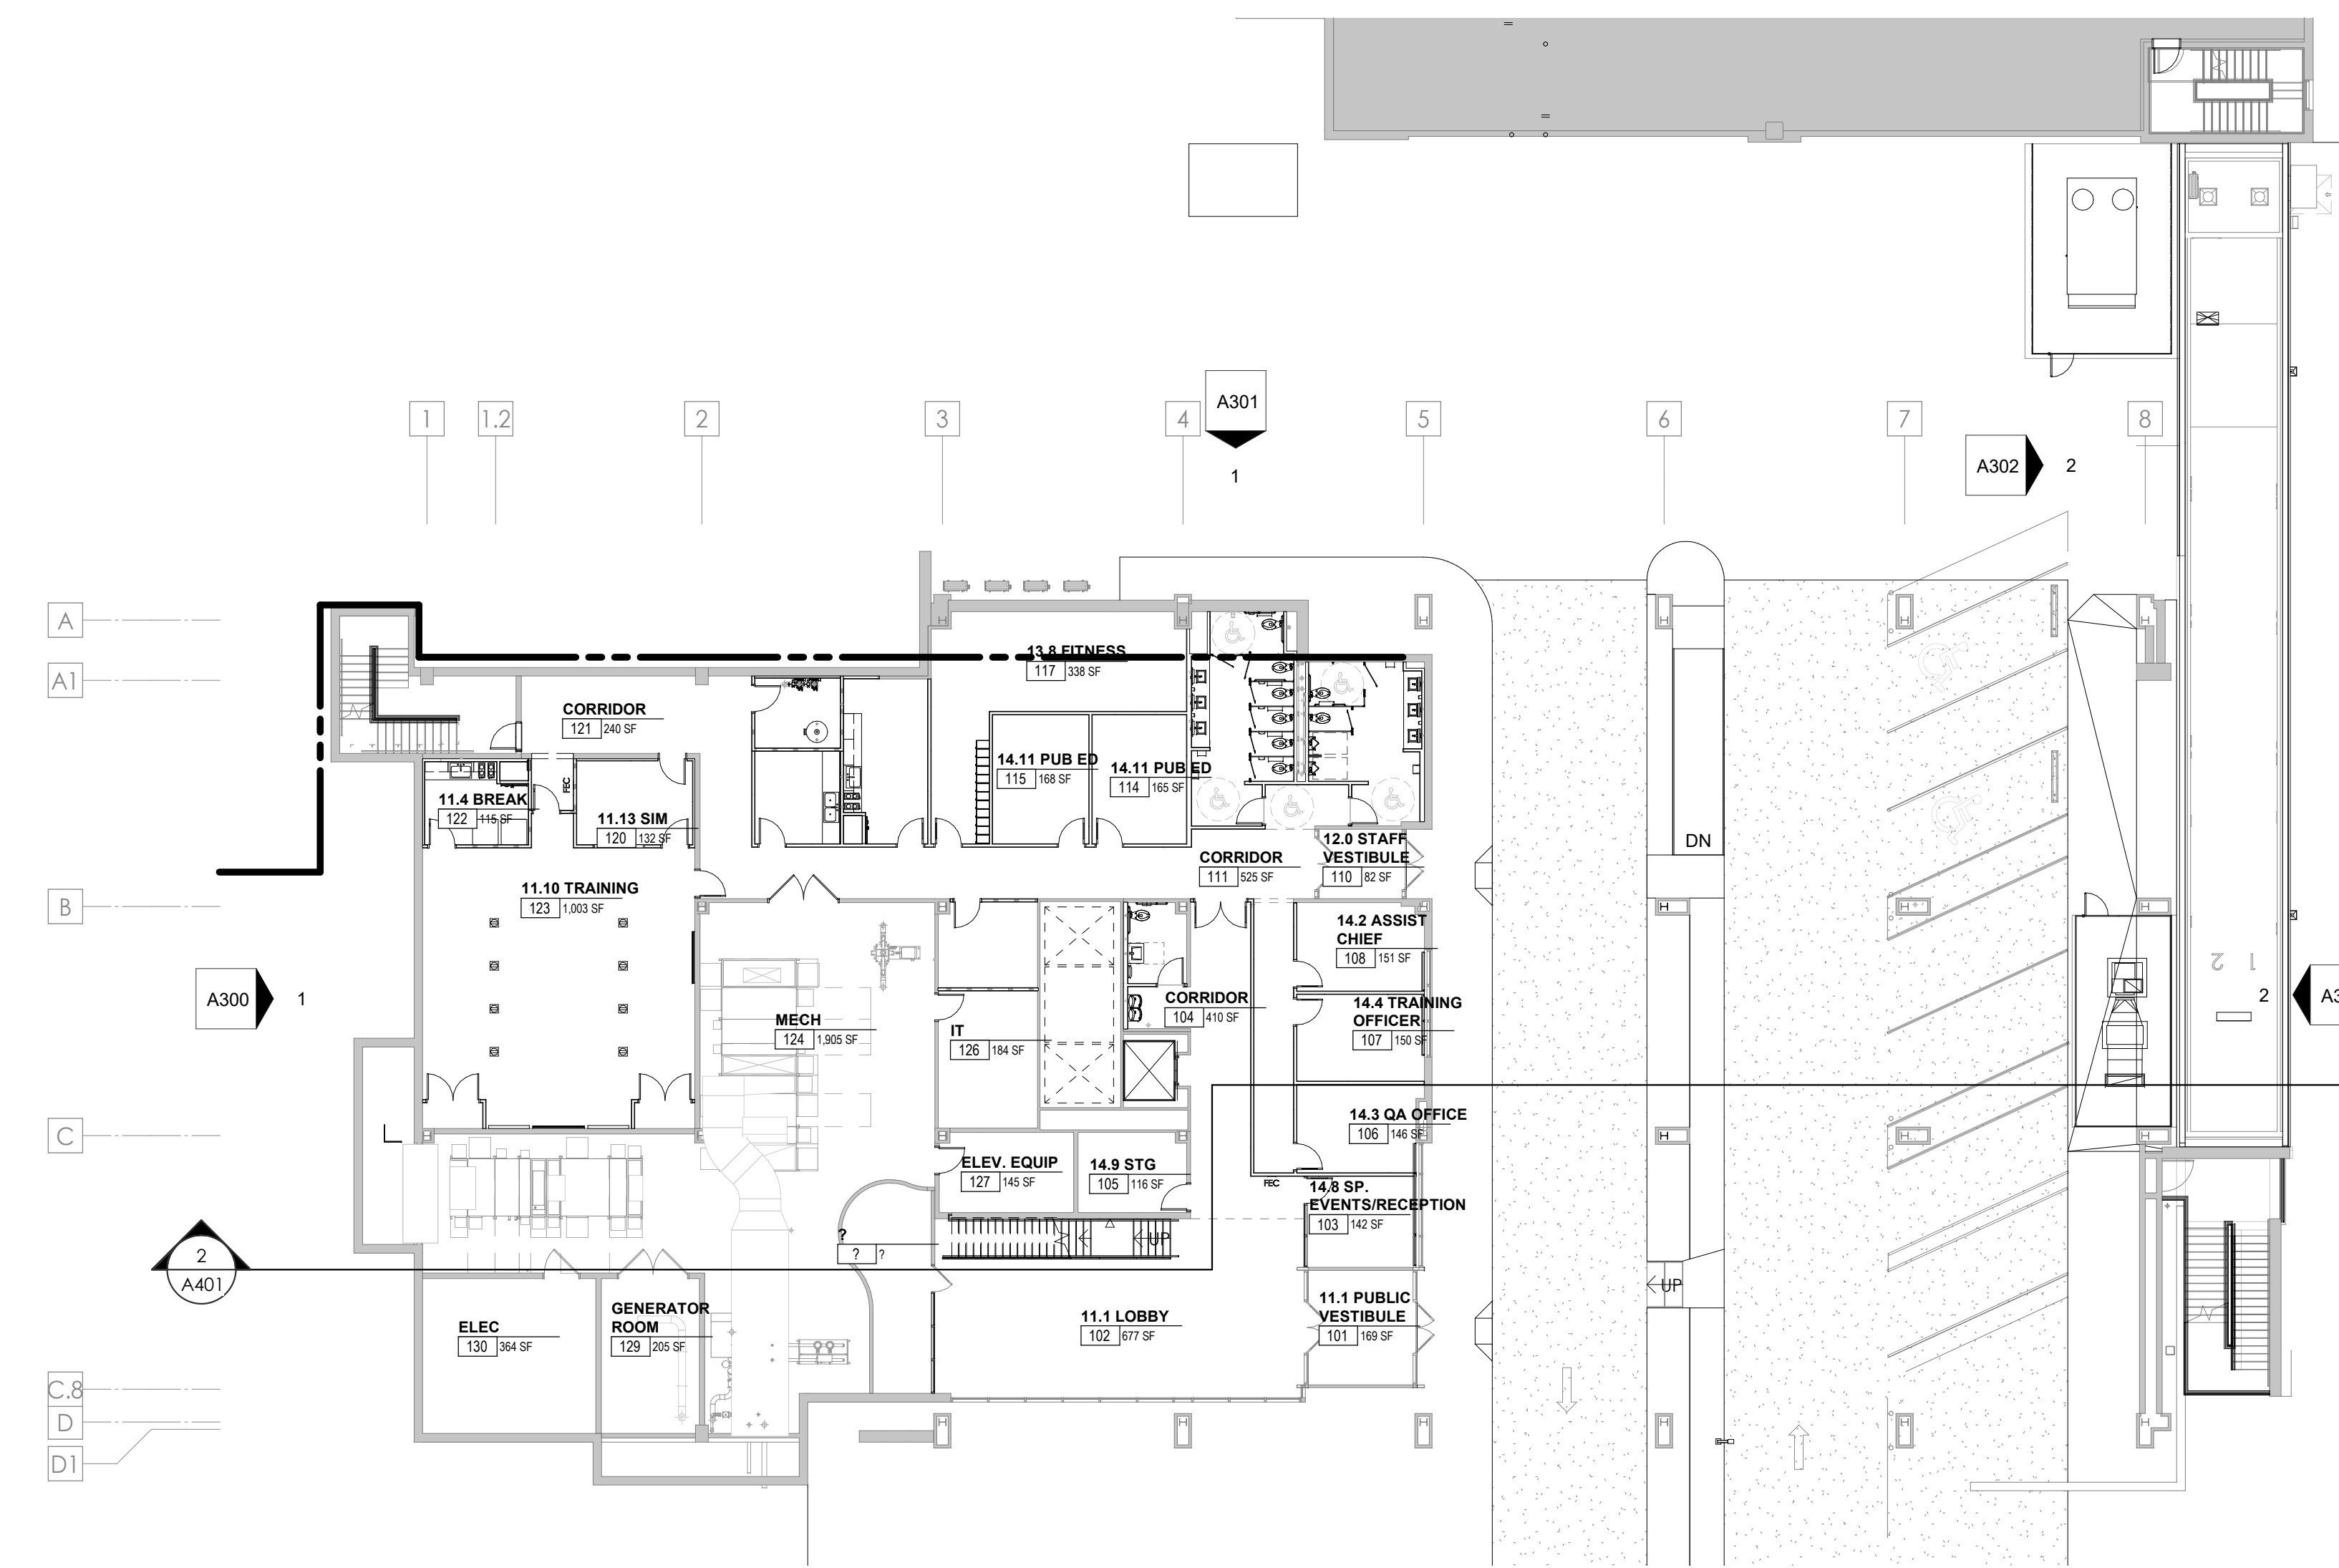 A301
1
1
1.2
2
3
4
5
6
7
8
A302
2
A
A1
B
C
C.8
D
D1
13.8 FITNESS
117 338 SF
CORRIDOR
121 240 SF
14.11 PUB ED
115 168 SF
14.11 PUB ED
114 165 SF
FEC
11.4 BREAK
122 115 SF
11.13 SIM
120 132 SF
12.0 STAFF
VESTIBULE
110 82 SF
CORRIDOR
111 525 SF
DN
11.10 TRAINING
123 1,003 SF
14.2 ASSIST
CHIEF
108 151 SF
A300
1
CORRIDOR
104 410 SF
14.4 TRAINING
OFFICER
107 150 SF
MECH
124 1,905 SF
IT
126 184 SF
1 2
2
14.3 QA OFFICE
106 146 SF
ELEV. EQUIP
127 145 SF
14.9 STG
105 116 SF
FEC
14.8 SP.
EVENTS/RECEPTION
103 142 SF
?
? ?
UP
2
A401
UP
GENERATOR
ROOM
129 205 SF
ELEC
130 364 SF
11.1 LOBBY
102 677 SF
11.1 PUBLIC
VESTIBULE
101 169 SF